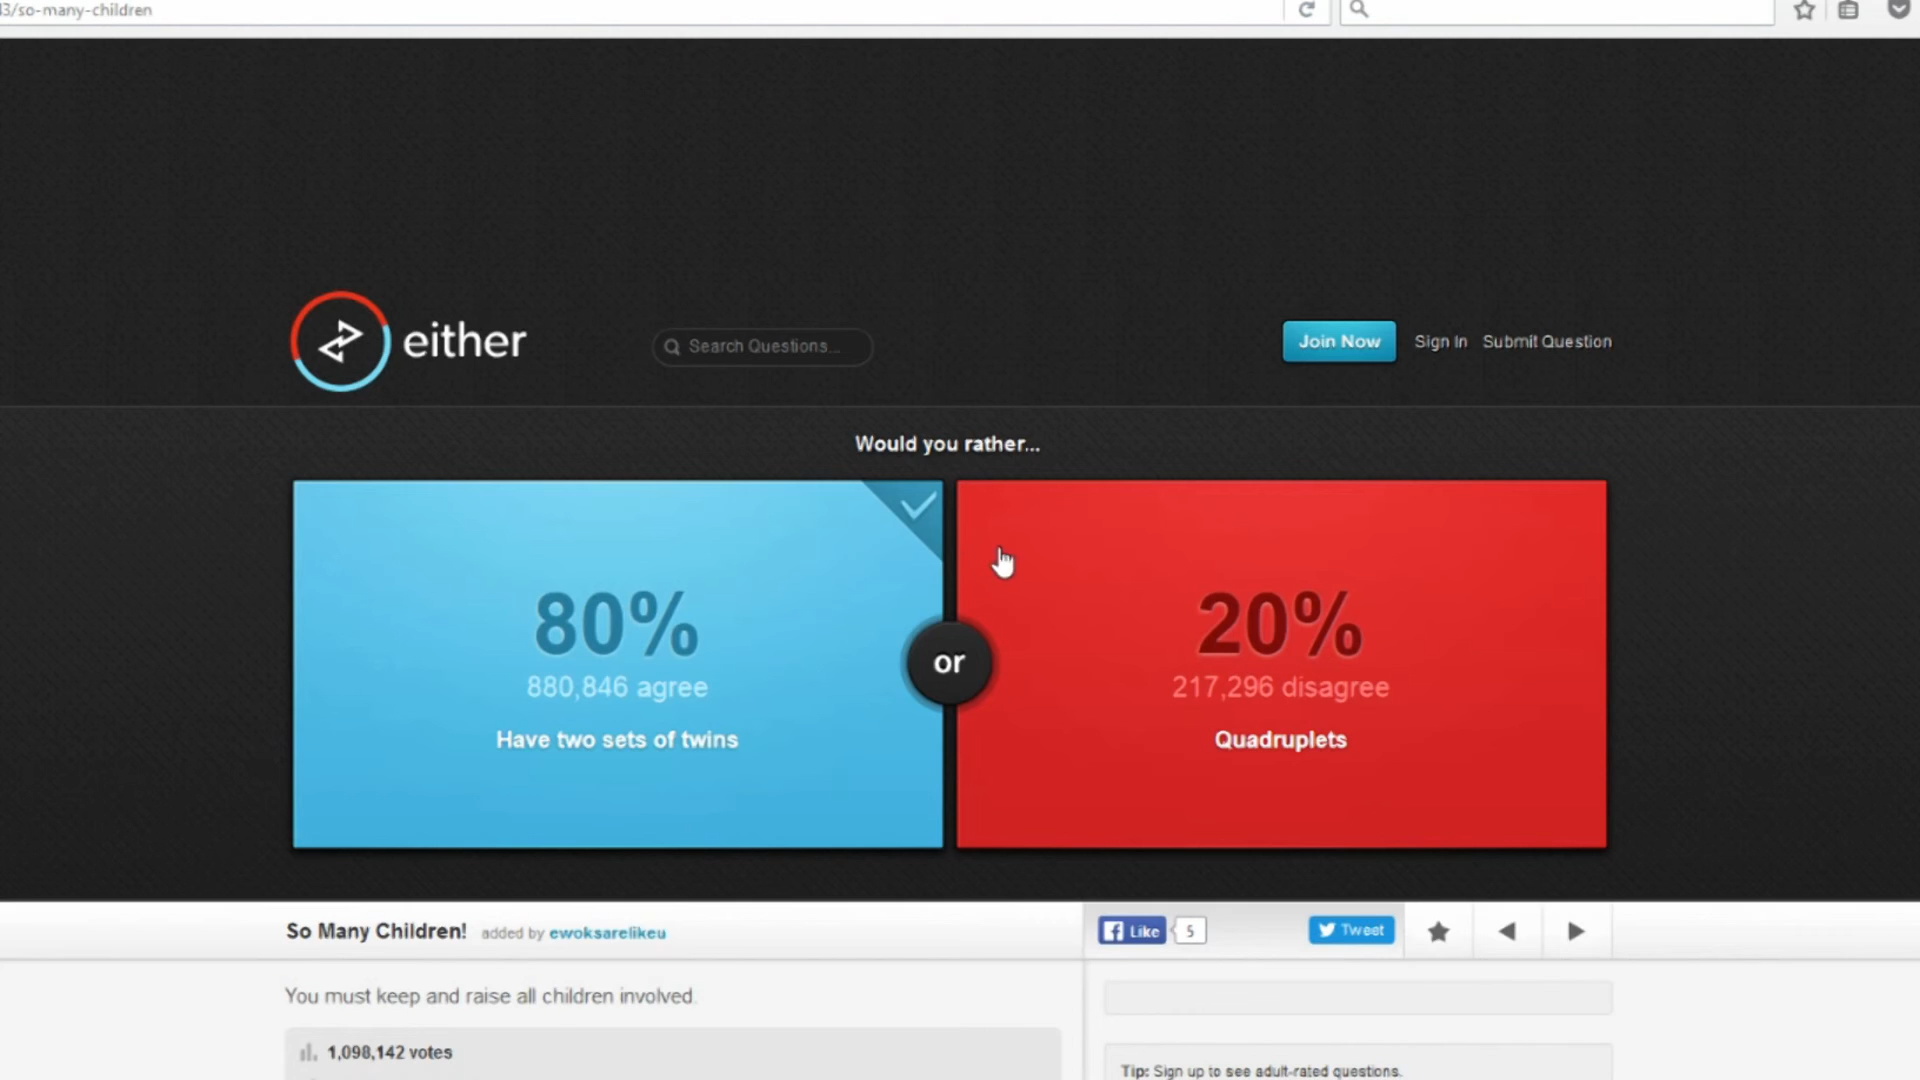 3/so-many-children
either
Search Questions...
Join Now
Sign In
Submit Question
Would you rather...
80%
880,846 agree
Have two sets of twins
or
20%
217,296 disagree
Quadruplets
So Many Children! added by ewoksarelikeu
Like
5
Tweet
You must keep and raise all children involved.
1,098,142 votes
Tip: Sign up to see adult-rated questions.